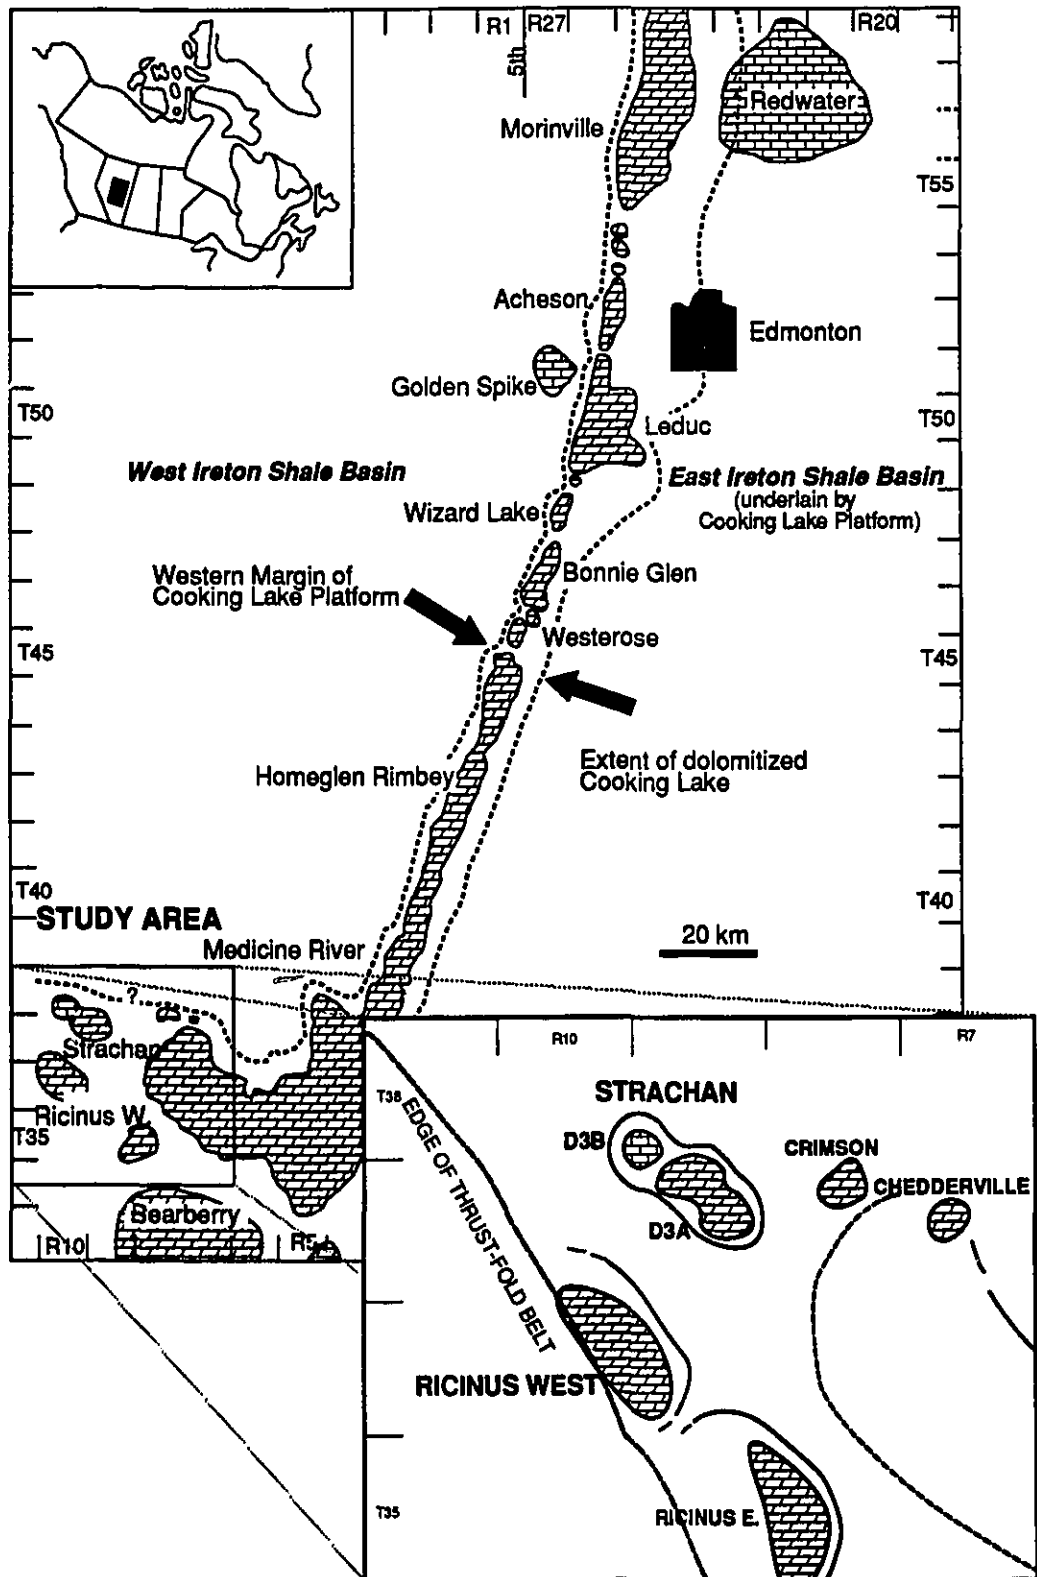 R1
R27
R20
5th
Redwater
Morinville
T55
Acheson
Edmonton
Golden Spike
T50
T50
Leduc
West Ireton Shale Basin
East Ireton Shale Basin
(underlain by
Cooking Lake Platform)
Wizard Lake
Bonnie Glen
Western Margin of
Cooking Lake Platform
Westerose
T45
T45
Extent of dolomitized
Cooking Lake
Homeglen Rimbey
T40
T40
STUDY AREA
20 km
Medicine River
?
Strachan
Ricinus W.
T35
Bearberry
R10
R5
R10
R7
T38
EDGE OF THRUST-FOLD BELT
STRACHAN
D3B
CRIMSON
CHEDDERVILLE
D3A
RICINUS WEST
T35
RICINUS E.